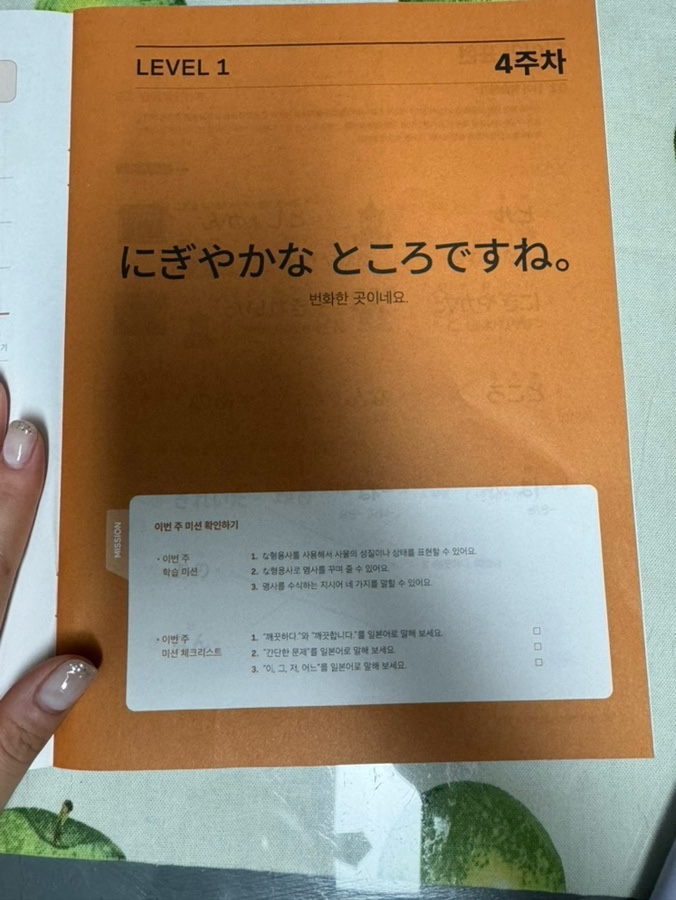 LEVEL 1
4주차
にぎやかな ところですね。
번화한 곳이네요.
MISSION
이번 주 미션 확인하기
• 이번 주
학습 미션
1. な형용사를 사용해서 사물의 성질이나 상태를 표현할 수 있어요.
2. な형용사로 명사를 꾸며 줄 수 있어요.
3. 명사를 수식하는 지시어 네 가지를 말할 수 있어요.
• 이번 주
미션 체크리스트
1. "깨끗하다."와 "깨끗합니다."를 일본어로 말해 보세요.
2. "간단한 문제"를 일본어로 말해 보세요.
3. "이, 그, 저, 어느"를 일본어로 말해 보세요.